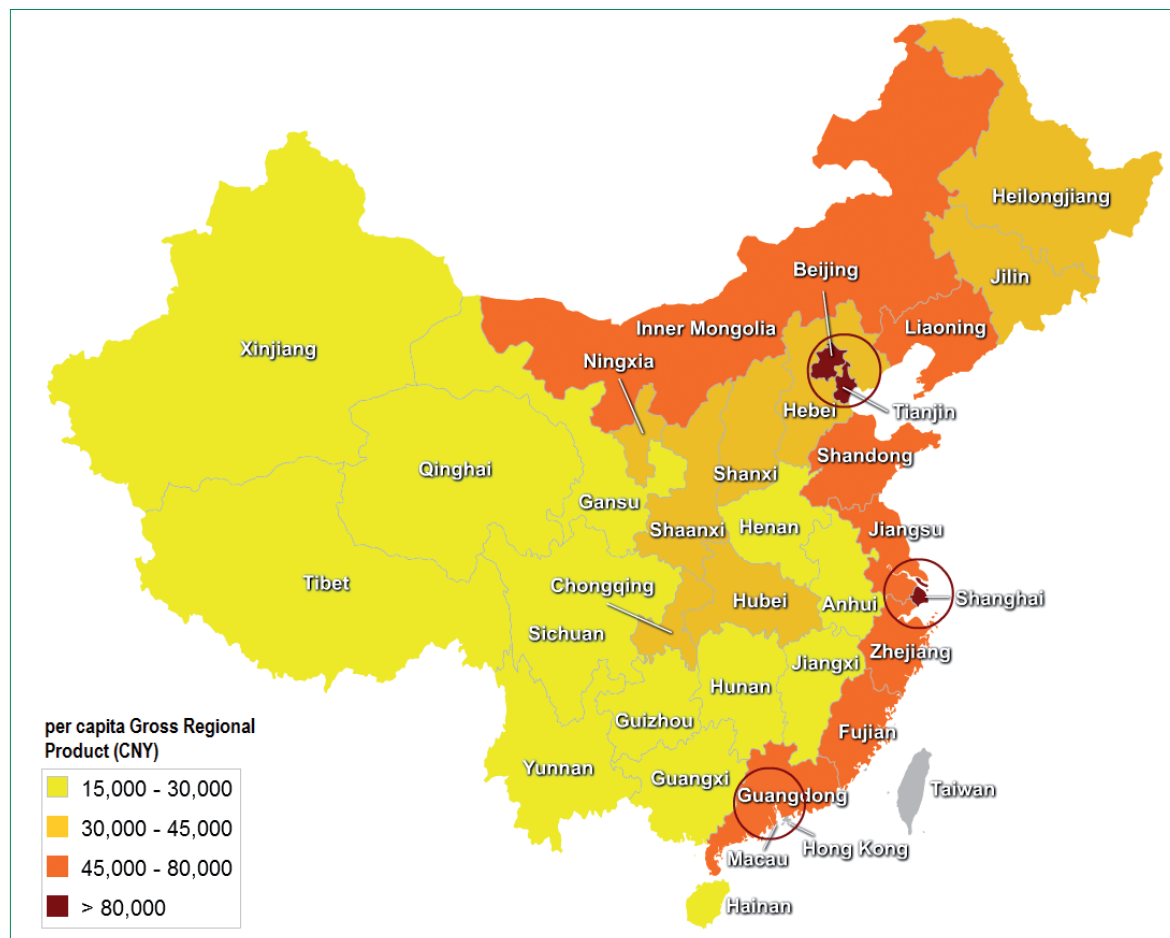 Heilongjiang
Beijing
Jilin
Inner Mongolia
Liaoning
Xinjiang
Ningxia
Hebei
Tianjin
Shandong
Qinghai
Shanxi
Gansu
Shaanxi
Henan
Jiangsu
Tibet
Chongqing
Hubei
Anhui
Shanghai
Sichuan
Zhejiang
Jiangxi
Hunan
Guizhou
Fujian
per capita Gross Regional
Product (CNY)
Yunnan
Guangxi
Guangdong
Taiwan
15,000 - 30,000
30,000 - 45,000
45,000 - 80,000
> 80,000
Macau
Hong Kong
Hainan